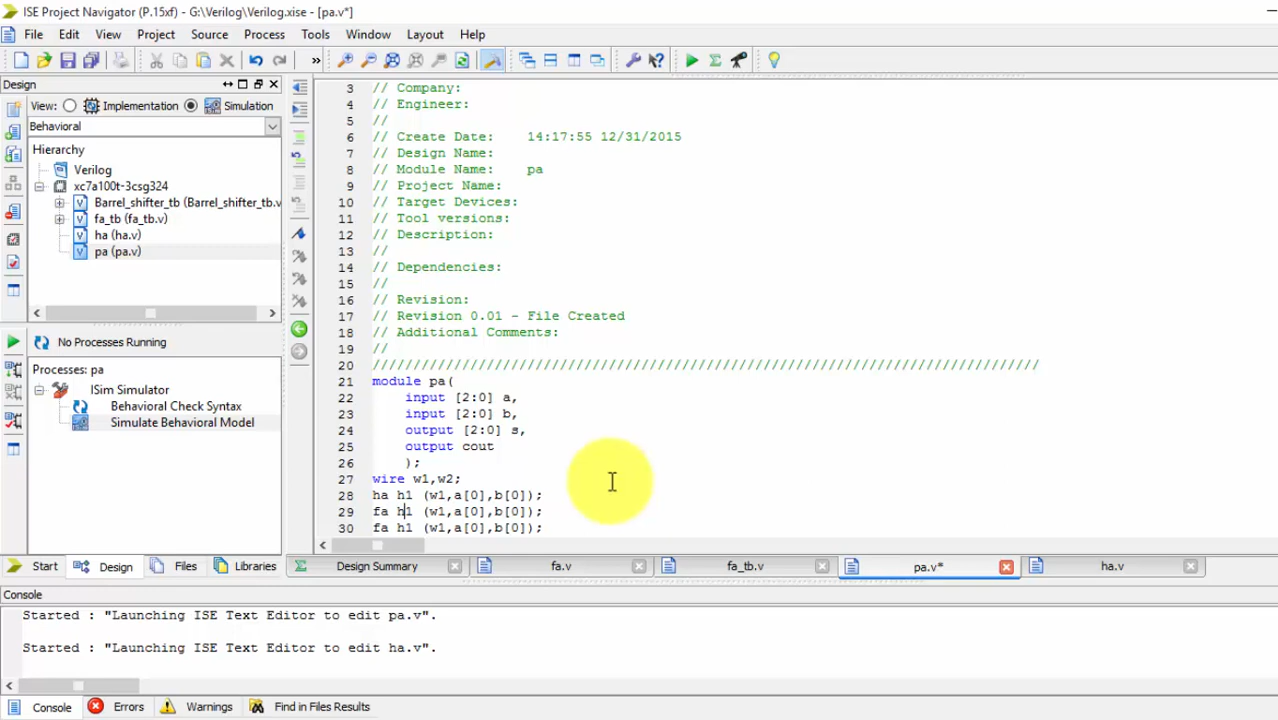 ISE Project Navigator (P.15xf) - G:\Verilog\Verilog.xise - [pa.v*]
File Edit View Project Source Process Tools Window Layout Help
Design
View: Implementation Simulation
Behavioral
Hierarchy
Verilog
xc7a100t-3csg324
Barrel_shifter_tb (Barrel_shifter_tb.v
fa_tb (fa_tb.v)
ha (ha.v)
pa (pa.v)
No Processes Running
Processes: pa
ISim Simulator
Behavioral Check Syntax
Simulate Behavioral Model
3 // Company:
4 // Engineer:
5 //
6 // Create Date: 14:17:55 12/31/2015
7 // Design Name:
8 // Module Name: pa
9 // Project Name:
10 // Target Devices:
11 // Tool versions:
12 // Description:
13 //
14 // Dependencies:
15 //
16 // Revision:
17 // Revision 0.01 - File Created
18 // Additional Comments:
19 //
20 //////////////////////////////////////////////////////////////////////////////////
21 module pa(
22 input [2:0] a,
23 input [2:0] b,
24 output [2:0] s,
25 output cout
26 );
27 wire w1,w2;
28 ha h1 (w1,a[0],b[0]);
29 fa h1 (w1,a[0],b[0]);
30 fa h1 (w1,a[0],b[0]);
Start Design Files Libraries
Design Summary fa.v fa_tb.v pa.v* ha.v
Console
Started : "Launching ISE Text Editor to edit pa.v".
Started : "Launching ISE Text Editor to edit ha.v".
Console Errors Warnings Find in Files Results